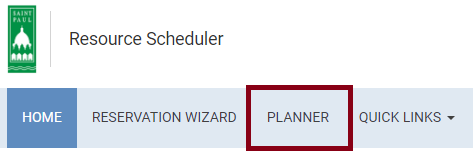 SAINT
PAUL
Resource Scheduler
HOME RESERVATION WIZARD PLANNER QUICK LINKS